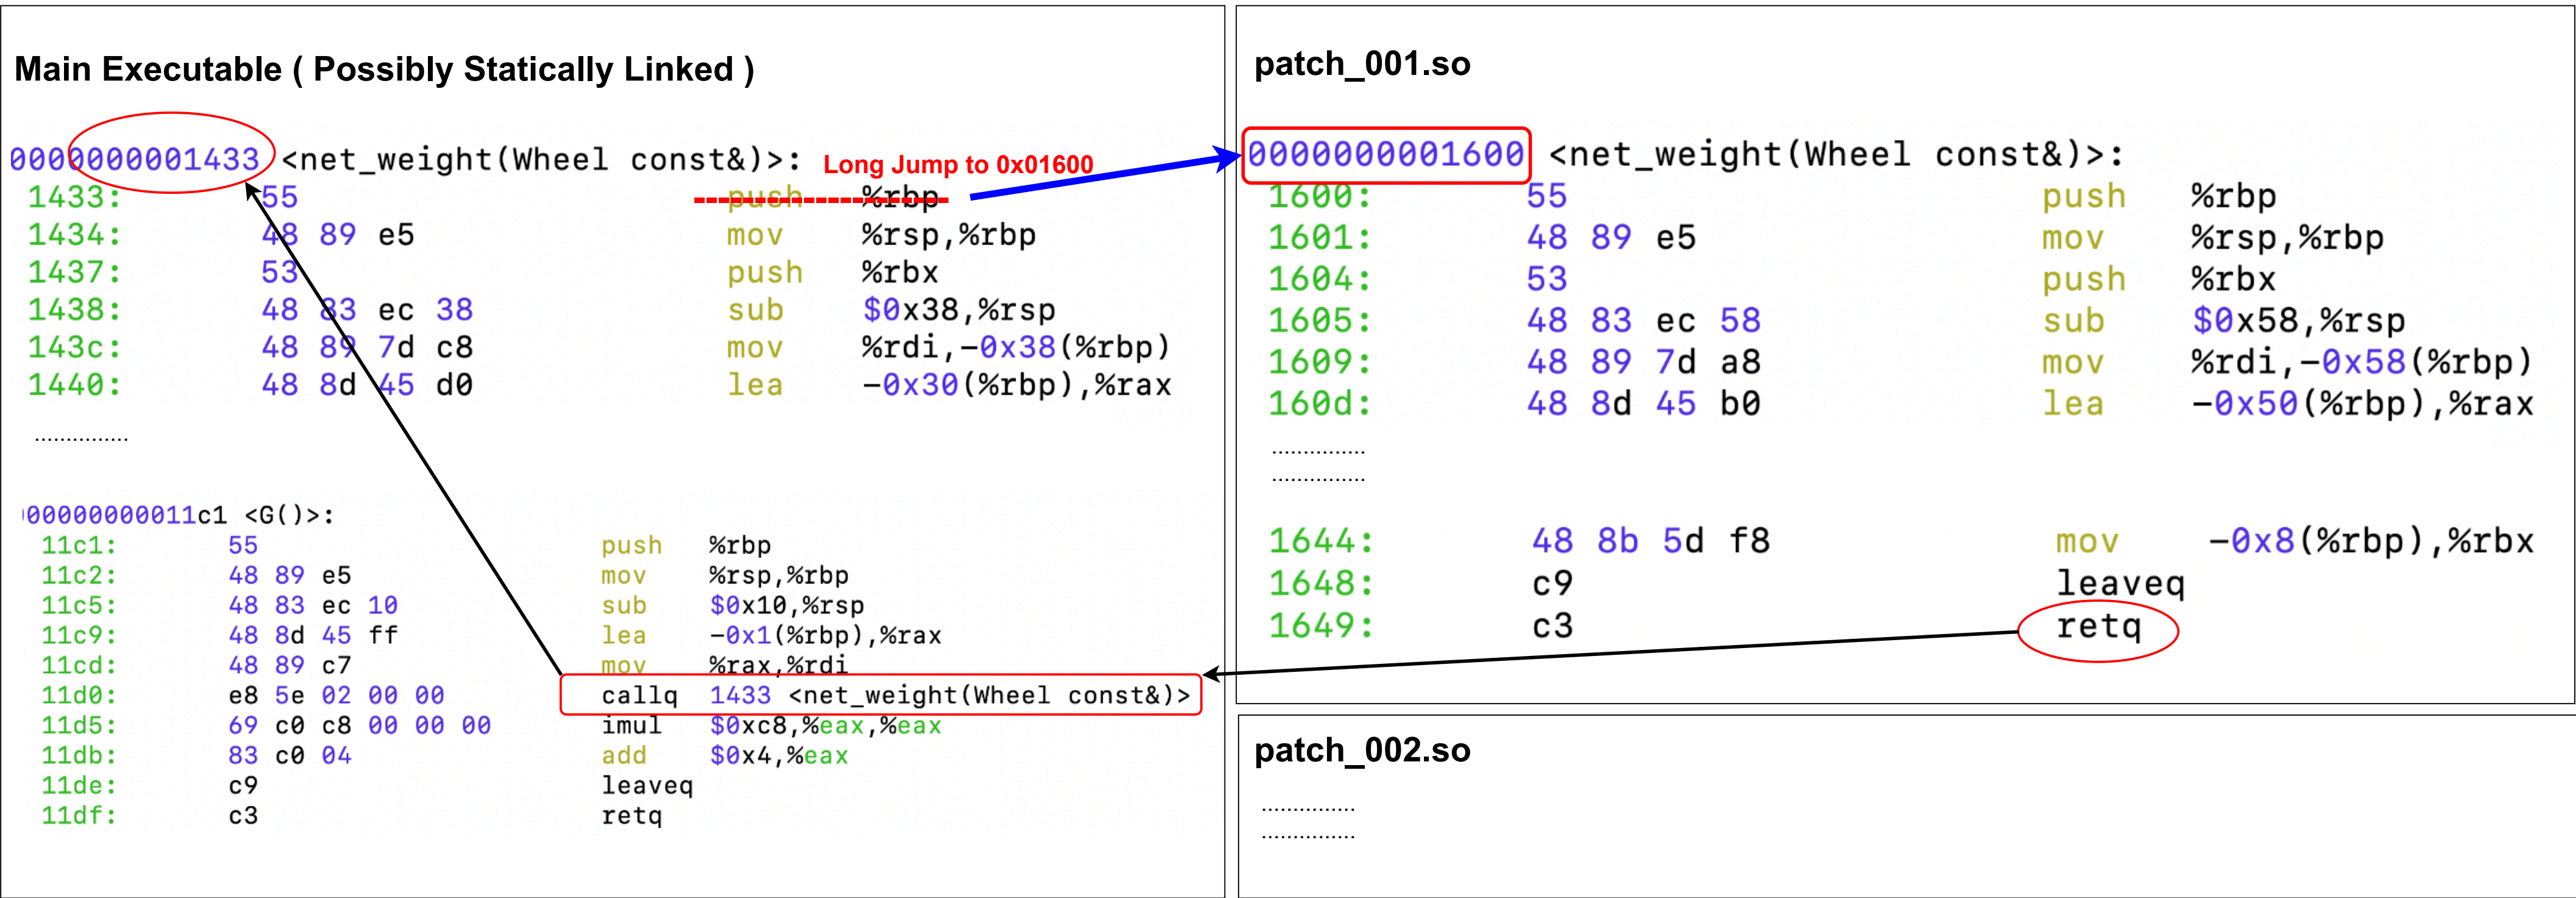 Main Executable ( Possibly Statically Linked )
0000000001433 <net_weight(Wheel const&)>:
Long Jump to 0x01600
1433: 55 push %rbp
1434: 48 89 e5 mov %rsp,%rbp
1437: 53 push %rbx
1438: 48 83 ec 38 sub $0x38,%rsp
143c: 48 89 7d c8 mov %rdi,-0x38(%rbp)
1440: 48 8d 45 d0 lea -0x30(%rbp),%rax
...............
00000000011c1 <G()>:
11c1: 55 push %rbp
11c2: 48 89 e5 mov %rsp,%rbp
11c5: 48 83 ec 10 sub $0x10,%rsp
11c9: 48 8d 45 ff lea -0x1(%rbp),%rax
11cd: 48 89 c7 mov %rax,%rdi
11d0: e8 5e 02 00 00 callq 1433 <net_weight(Wheel const&)>
11d5: 69 c0 c8 00 00 00 imul $0xc8,%eax,%eax
11db: 83 c0 04 add $0x4,%eax
11de: c9 leaveq
11df: c3 retq
patch_001.so
0000000001600 <net_weight(Wheel const&)>:
1600: 55 push %rbp
1601: 48 89 e5 mov %rsp,%rbp
1604: 53 push %rbx
1605: 48 83 ec 58 sub $0x58,%rsp
1609: 48 89 7d a8 mov %rdi,-0x58(%rbp)
160d: 48 8d 45 b0 lea -0x50(%rbp),%rax
...............
...............
1644: 48 8b 5d f8 mov -0x8(%rbp),%rbx
1648: c9 leaveq
1649: c3 retq
patch_002.so
...............
...............